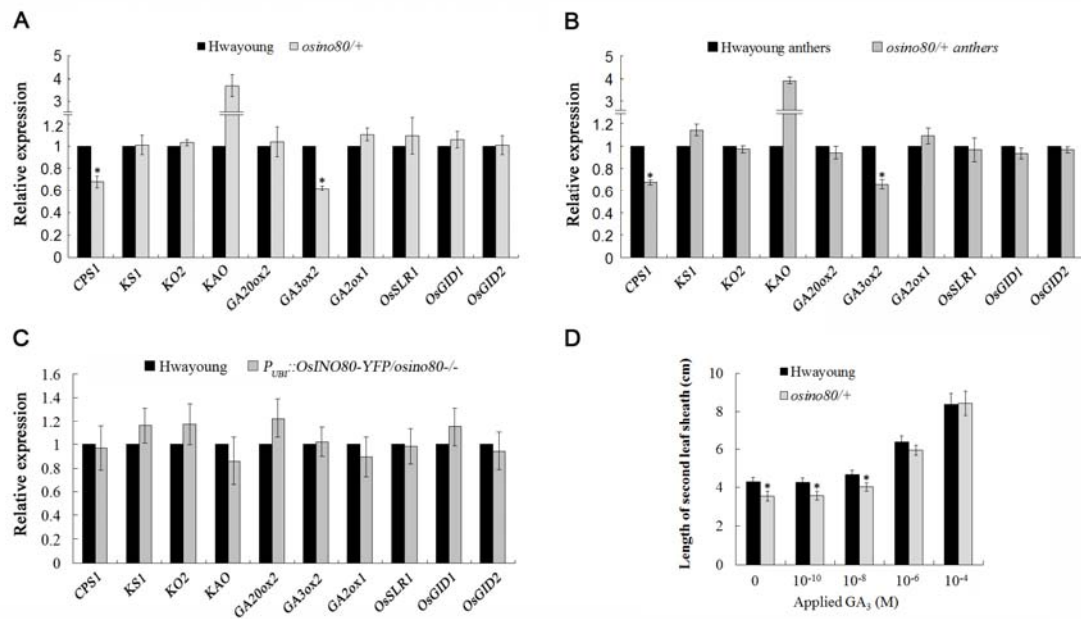 A
Hwayoung osino80/+
Relative expression
5
4
3
2
1.2
1
0.8
0.6
0.4
0.2
0
*
*
CPS1 KS1 KO2 KAO GA20ox2 GA3ox2 GA2ox1 OsSLR1 OsGID1 OsGID2
B
Hwayoung anthers osino80/+ anthers
Relative expression
5
4
3
2
1.2
1
0.8
0.6
0.4
0.2
0
*
*
CPS1 KS1 KO2 KAO GA20ox2 GA3ox2 GA2ox1 OsSLR1 OsGID1 OsGID2
C
Hwayoung P_UBI::OsINO80-YFP/osino80-/-
Relative expression
1.6
1.4
1.2
1
0.8
0.6
0.4
0.2
0
CPS1 KS1 KO2 KAO GA20ox2 GA3ox2 GA2ox1 OsSLR1 OsGID1 OsGID2
D
Hwayoung
osino80/+
Length of second leaf sheath (cm)
10
8
6
4
2
0
* * *
0 10⁻¹⁰ 10⁻⁸ 10⁻⁶ 10⁻⁴
Applied GA₃ (M)